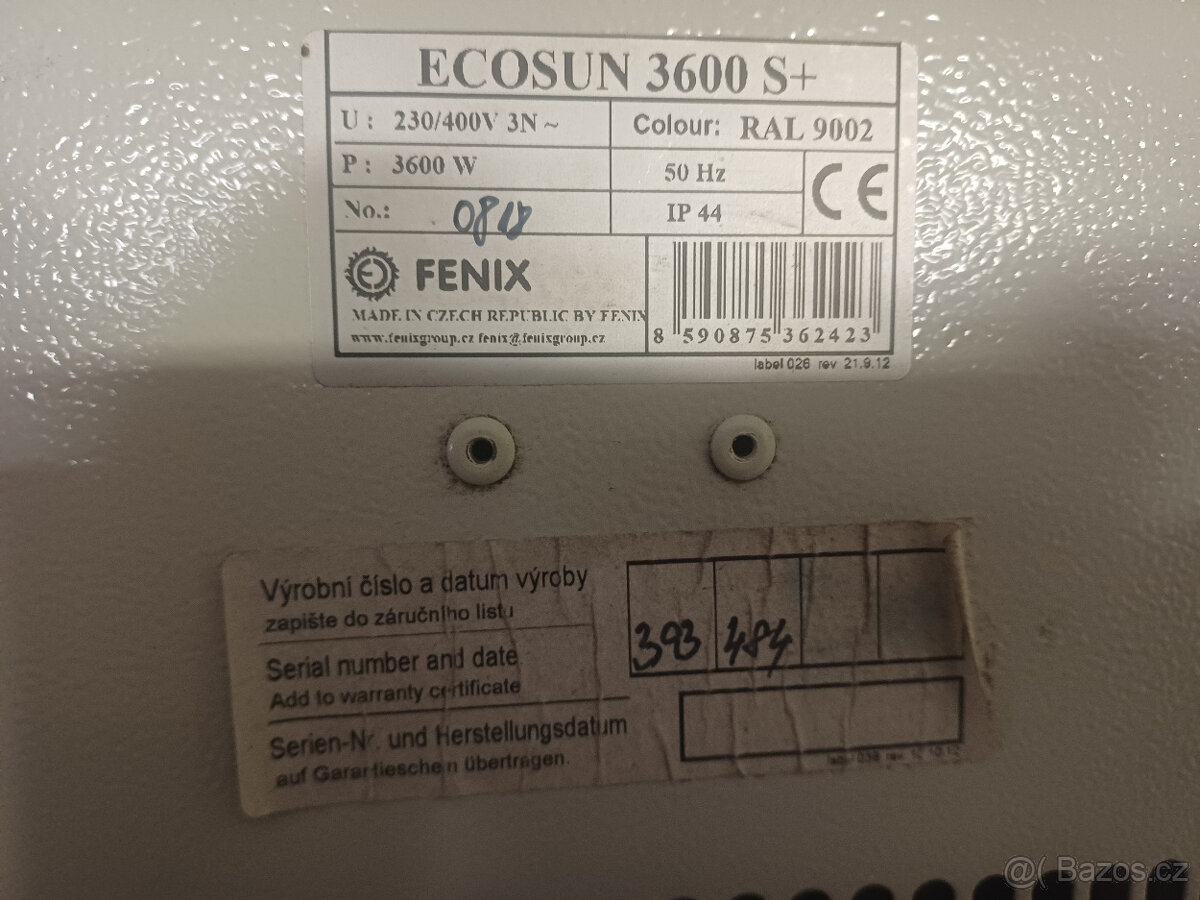 ECOSUN 3600 S+
U : 230/400V 3N ~
Colour: RAL 9002
P : 3600 W
50 Hz
CE
No.:
IP 44
FENIX
MADE IN CZECH REPUBLIC BY FENIX
www.fenixgroup.cz fenix@fenixgroup.cz
8 590875 362423
label 026 rev 21.9.12
Výrobní číslo a datum výroby
zapište do záručního listu
393 484
Serial number and date
Add to warranty certificate
Serien-Nr. und Herstellungsdatum
auf Garantieschein übertragen.
@( Bazos.cz